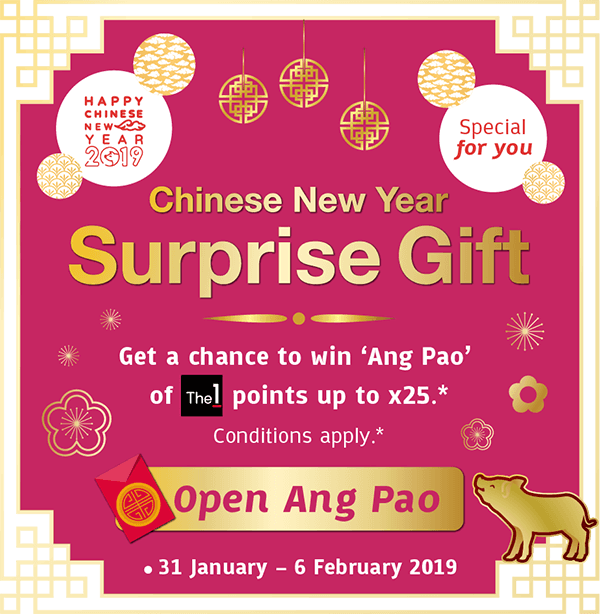 HAPPY
CHINESE
NEW
YEAR
2019
Special
for you
Chinese New Year
Surprise Gift
Get a chance to win ‘Ang Pao’
of The1 points up to x25.*
Conditions apply.*
Open Ang Pao
• 31 January – 6 February 2019